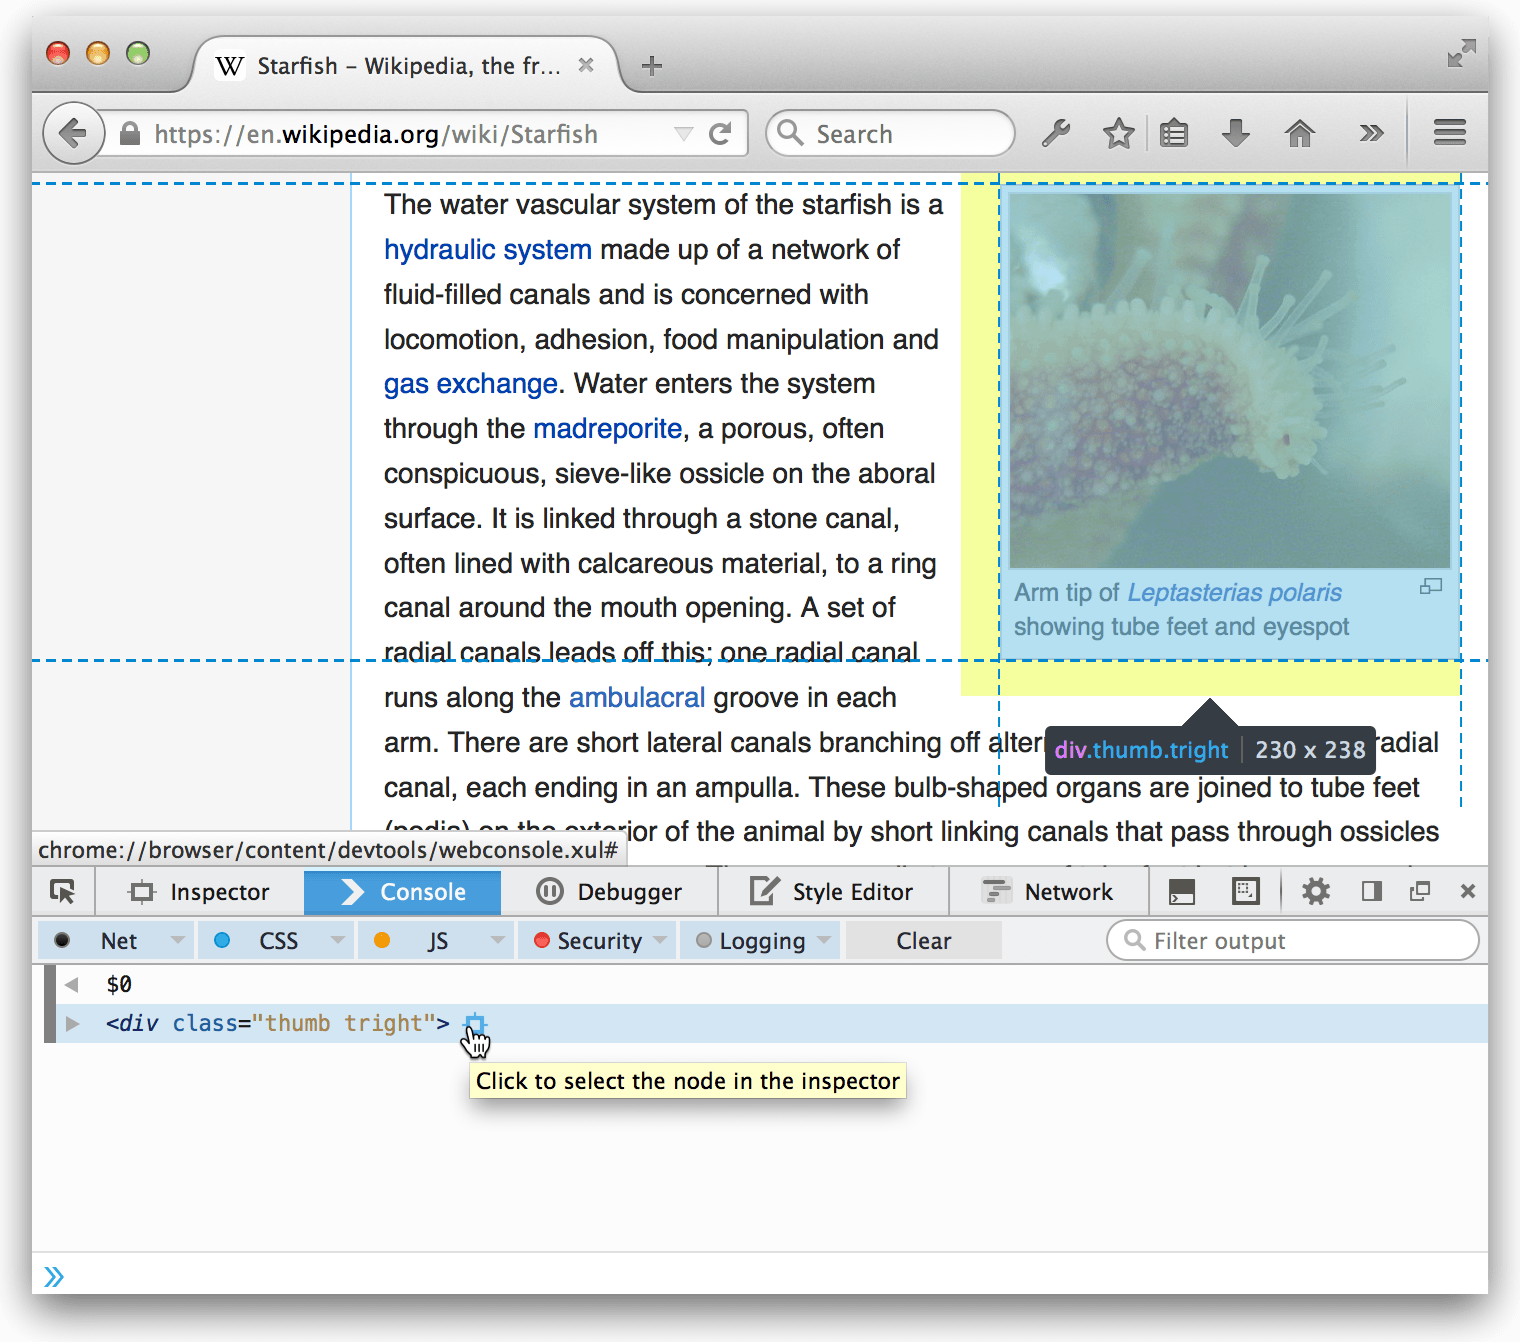 W Starfish – Wikipedia, the fr...
https://en.wikipedia.org/wiki/Starfish
Search
The water vascular system of the starfish is a
hydraulic system made up of a network of
fluid-filled canals and is concerned with
locomotion, adhesion, food manipulation and
gas exchange. Water enters the system
through the madreporite, a porous, often
conspicuous, sieve-like ossicle on the aboral
surface. It is linked through a stone canal,
often lined with calcareous material, to a ring
canal around the mouth opening. A set of
radial canals leads off this; one radial canal
runs along the ambulacral groove in each
arm. There are short lateral canals branching off radial
canal, each ending in an ampulla. These bulb-shaped organs are joined to tube feet
(podia) on the exterior of the animal by short linking canals that pass through ossicles
Arm tip of Leptasterias polaris
showing tube feet and eyespot
div.thumb.tright 230 x 238
chrome://browser/content/devtools/webconsole.xul#
Inspector Console Debugger Style Editor Network
Net CSS JS Security Logging Clear Filter output
$0
<div class="thumb tright">
Click to select the node in the inspector